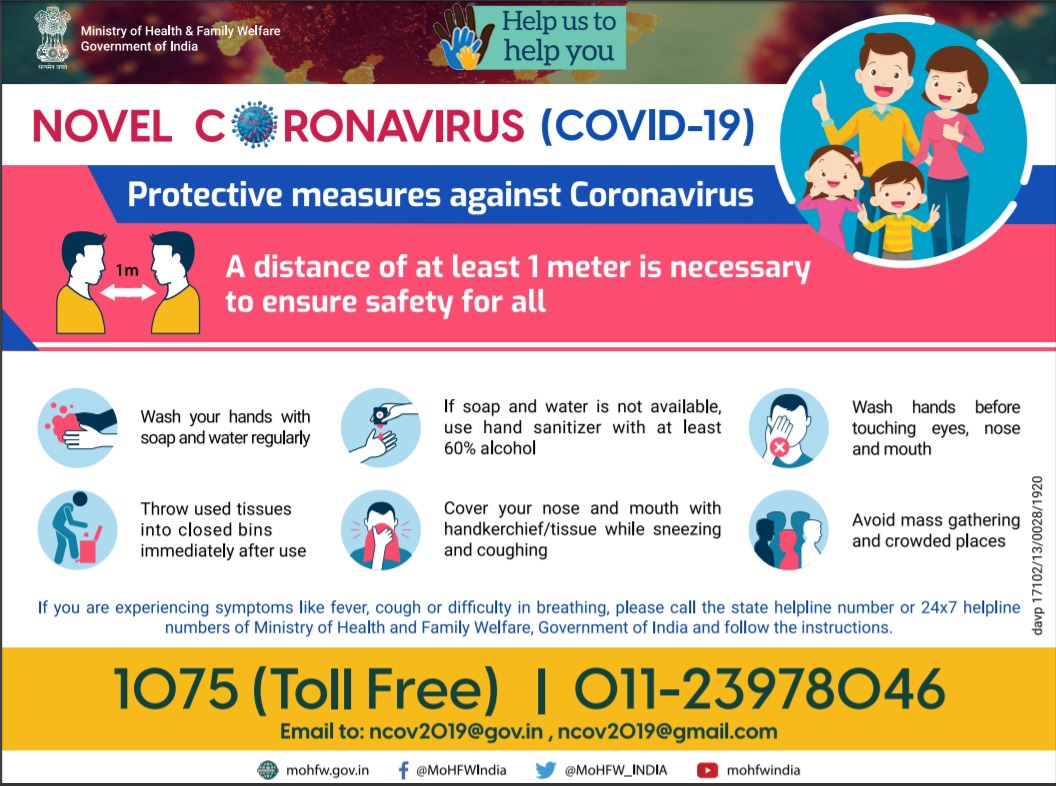 Ministry of Health & Family Welfare
Government of India
सत्यमेव जयते
Help us to
help you
NOVEL CORONAVIRUS (COVID-19)
Protective measures against Coronavirus
1m
A distance of at least 1 meter is necessary
to ensure safety for all
Wash your hands with
soap and water regularly
If soap and water is not available,
use hand sanitizer with at least
60% alcohol
Wash hands before
touching eyes, nose
and mouth
Throw used tissues
into closed bins
immediately after use
Cover your nose and mouth with
handkerchief/tissue while sneezing
and coughing
Avoid mass gathering
and crowded places
davp 17102/13/0028/1920
If you are experiencing symptoms like fever, cough or difficulty in breathing, please call the state helpline number or 24x7 helpline
numbers of Ministry of Health and Family Welfare, Government of India and follow the instructions.
1075 (Toll Free) | 011-23978046
Email to: ncov2019@gov.in , ncov2019@gmail.com
mohfw.gov.in @MoHFWIndia @MoHFW_INDIA mohfwindia